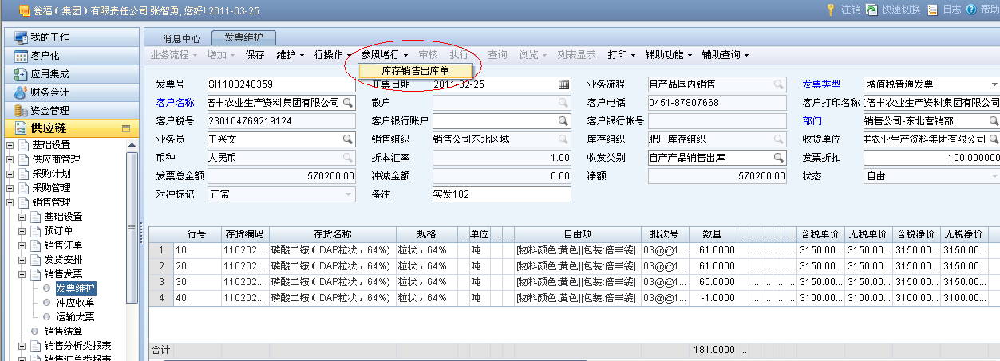 瓮福（集团）有限责任公司 张智勇,您好! 2011-03-25 注销 快速切换 日志 帮助
我的工作
客户化
应用集成
财务会计
资金管理
供应链
基础设置
供应商管理
采购计划
采购管理
销售管理
基础设置
预订单
销售订单
发货安排
销售发票
发票维护
冲应收单
运输大票
销售结算
销售分析类报表
销售汇总类报表
消息中心 发票维护
业务流程 增加 保存 维护 行操作 参照增行 审核 执行 查询 浏览 列表显示 打印 辅助功能 辅助查询
库存销售出库单
发票号 SI1103240359 开票日期 2011-02-25 业务流程 自产品国内销售 发票类型 增值税普通发票
客户名称 倍丰农业生产资料集团有限公司 散户 客户电话 0451-87807668 客户打印名称 倍丰农业生产资料集团有限公司
客户税号 230104769219124 客户银行账户 客户银行帐号 部门 销售公司-东北营销部
业务员 王兴文 销售组织 销售公司东北区域 库存组织 肥厂库存组织 收货单位 丰农业生产资料集团有限公司
币种 人民币 折本汇率 1.00 收发类别 自产产品销售出库 发票折扣 100.000000
发票总金额 570200.00 冲减金额 0.00 净额 570200.00 状态 自由
对冲标记 正常 备注 实发182
行号 存货编码 存货名称 规格 ... 单位 ... ... 自由项 批次号 数量 ... ... ... ... ... 含税单价 无税单价 含税净价 无税净价
1 10 110202... 磷酸二铵（DAP粒状，64%) 粒状，64% 吨 [物料颜色:黄色][包装:倍丰袋] 03@@1... 61.0000 ... ... ... ... 3150.00... 3150.00... 3150.00... 3150.00...
2 20 110202... 磷酸二铵（DAP粒状，64%) 粒状，64% 吨 [物料颜色:黄色][包装:倍丰袋] 03@@1... 61.0000 ... ... ... ... 3150.00... 3150.00... 3150.00... 3150.00...
3 30 110202... 磷酸二铵（DAP粒状，64%) 粒状，64% 吨 [物料颜色:黄色][包装:倍丰袋] 03@@1... 60.0000 ... ... ... ... 3150.00... 3150.00... 3150.00... 3150.00...
4 40 110202... 磷酸二铵（DAP粒状，64%) 粒状，64% 吨 [物料颜色:黄色][包装:倍丰袋] 03@@1... -1.0000 ... ... ... ... 3100.00... 3100.00... 3100.00... 3100.00...
合计 181.0000 ...